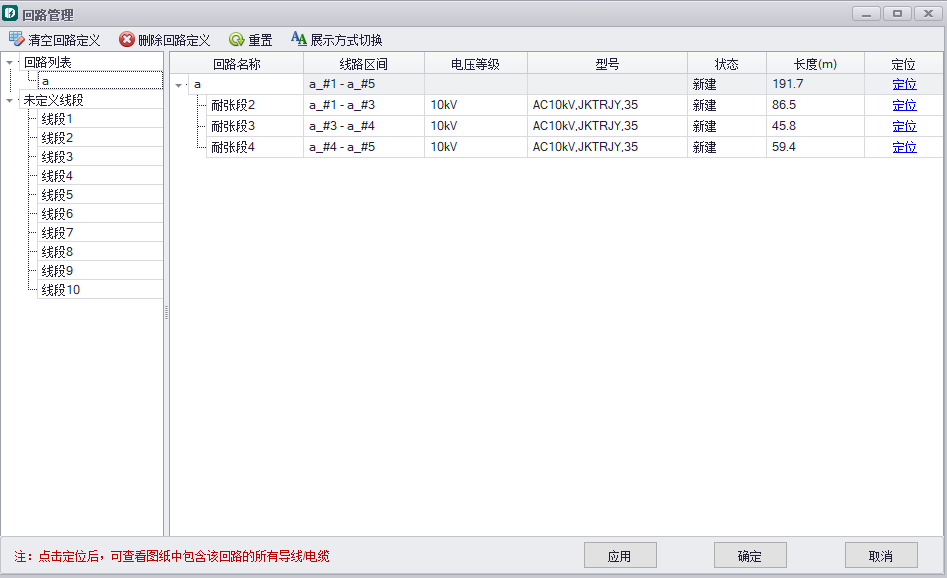 回路管理
清空回路定义 删除回路定义 重置 展示方式切换
回路列表
a
未定义线段
线段1
线段2
线段3
线段4
线段5
线段6
线段7
线段8
线段9
线段10
回路名称 线路区间 电压等级 型号 状态 长度(m) 定位
a a_#1 - a_#5 新建 191.7 定位
耐张段2 a_#1 - a_#3 10kV AC10kV,JKTRJY,35 新建 86.5 定位
耐张段3 a_#3 - a_#4 10kV AC10kV,JKTRJY,35 新建 45.8 定位
耐张段4 a_#4 - a_#5 10kV AC10kV,JKTRJY,35 新建 59.4 定位
注：点击定位后，可查看图纸中包含该回路的所有导线/电缆
应用 确定 取消